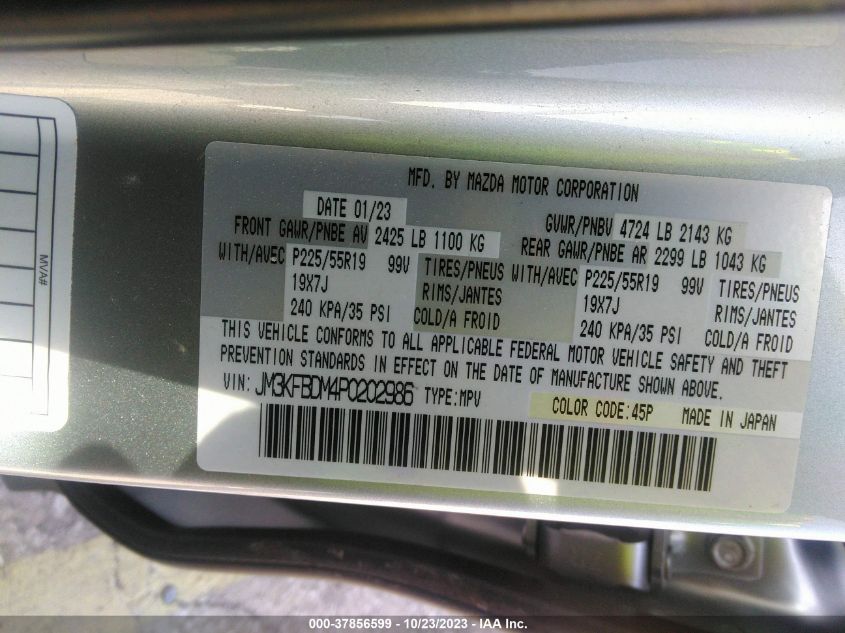 MVA#
MFD. BY MAZDA MOTOR CORPORATION
DATE 01/23 GVWR/PNBV 4724 LB 2143 KG
FRONT GAWR/PNBE AV 2425 LB 1100 KG REAR GAWR/PNBE AR 2299 LB 1043 KG
WITH/AVEC P225/55R19 99V TIRES/PNEUS WITH/AVEC P225/55R19 99V TIRES/PNEUS
19X7J RIMS/JANTES 19X7J RIMS/JANTES
240 KPA/35 PSI COLD/A FROID 240 KPA/35 PSI COLD/A FROID
THIS VEHICLE CONFORMS TO ALL APPLICABLE FEDERAL MOTOR VEHICLE SAFETY AND THEFT
PREVENTION STANDARDS IN EFFECT ON THE DATE OF MANUFACTURE SHOWN ABOVE.
VIN: JM3KFBDM4P0202986 TYPE:MPV COLOR CODE:45P MADE IN JAPAN
000-37856599 / 10/23/2023 - IAA Inc.